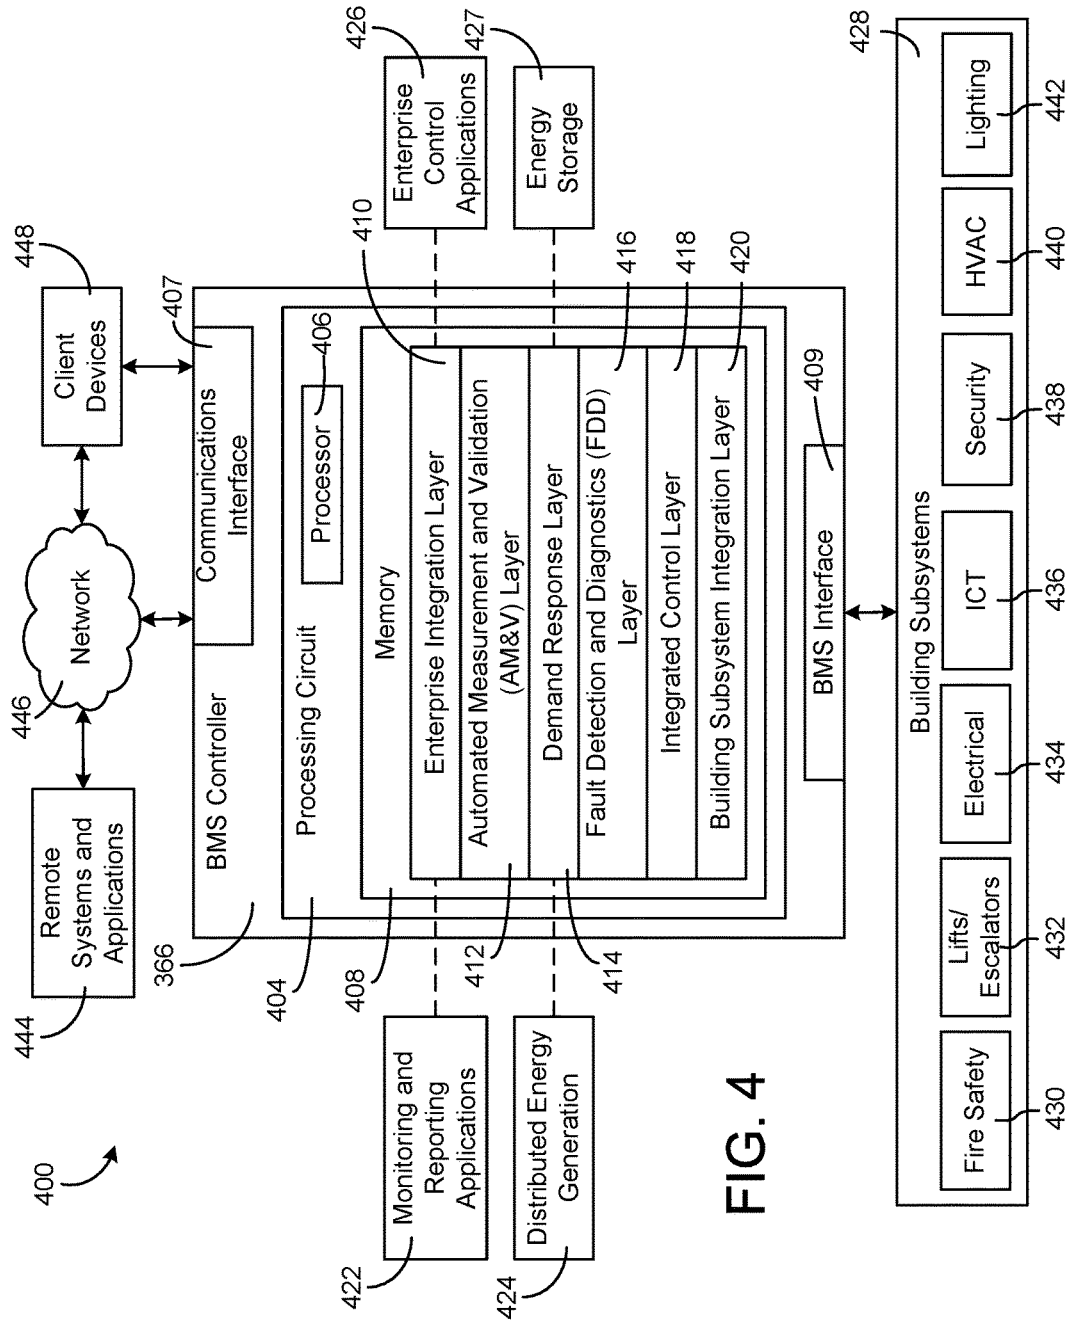 400
444
Remote
Systems and
Applications
446
Network
448
Client
Devices
366
BMS Controller
Communications
Interface
407
404
Processing Circuit
Processor
406
408
Memory
410
Enterprise Integration Layer
Automated Measurement and Validation
(AM&V) Layer
412
Demand Response Layer
414
Fault Detection and Diagnostics (FDD)
Layer
416
Integrated Control Layer
418
Building Subsystem Integration Layer
420
422
Monitoring and
Reporting
Applications
424
Distributed Energy
Generation
426
Enterprise
Control
Applications
427
Energy
Storage
BMS Interface
409
Building Subsystems
428
Fire Safety
Lifts/
Escalators
Electrical
ICT
Security
HVAC
Lighting
430
432
434
436
438
440
442
FIG. 4